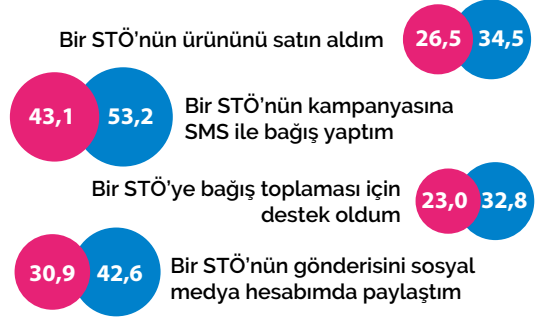 Bir STÖ'nün ürününü satın aldım
26,5 34,5
43,1 53,2
Bir STÖ'nün kampanyasına
SMS ile bağış yaptım
Bir STÖ'ye bağış toplaması için
destek oldum
23,0 32,8
30,9 42,6
Bir STÖ'nün gönderisini sosyal
medya hesabımda paylaştım